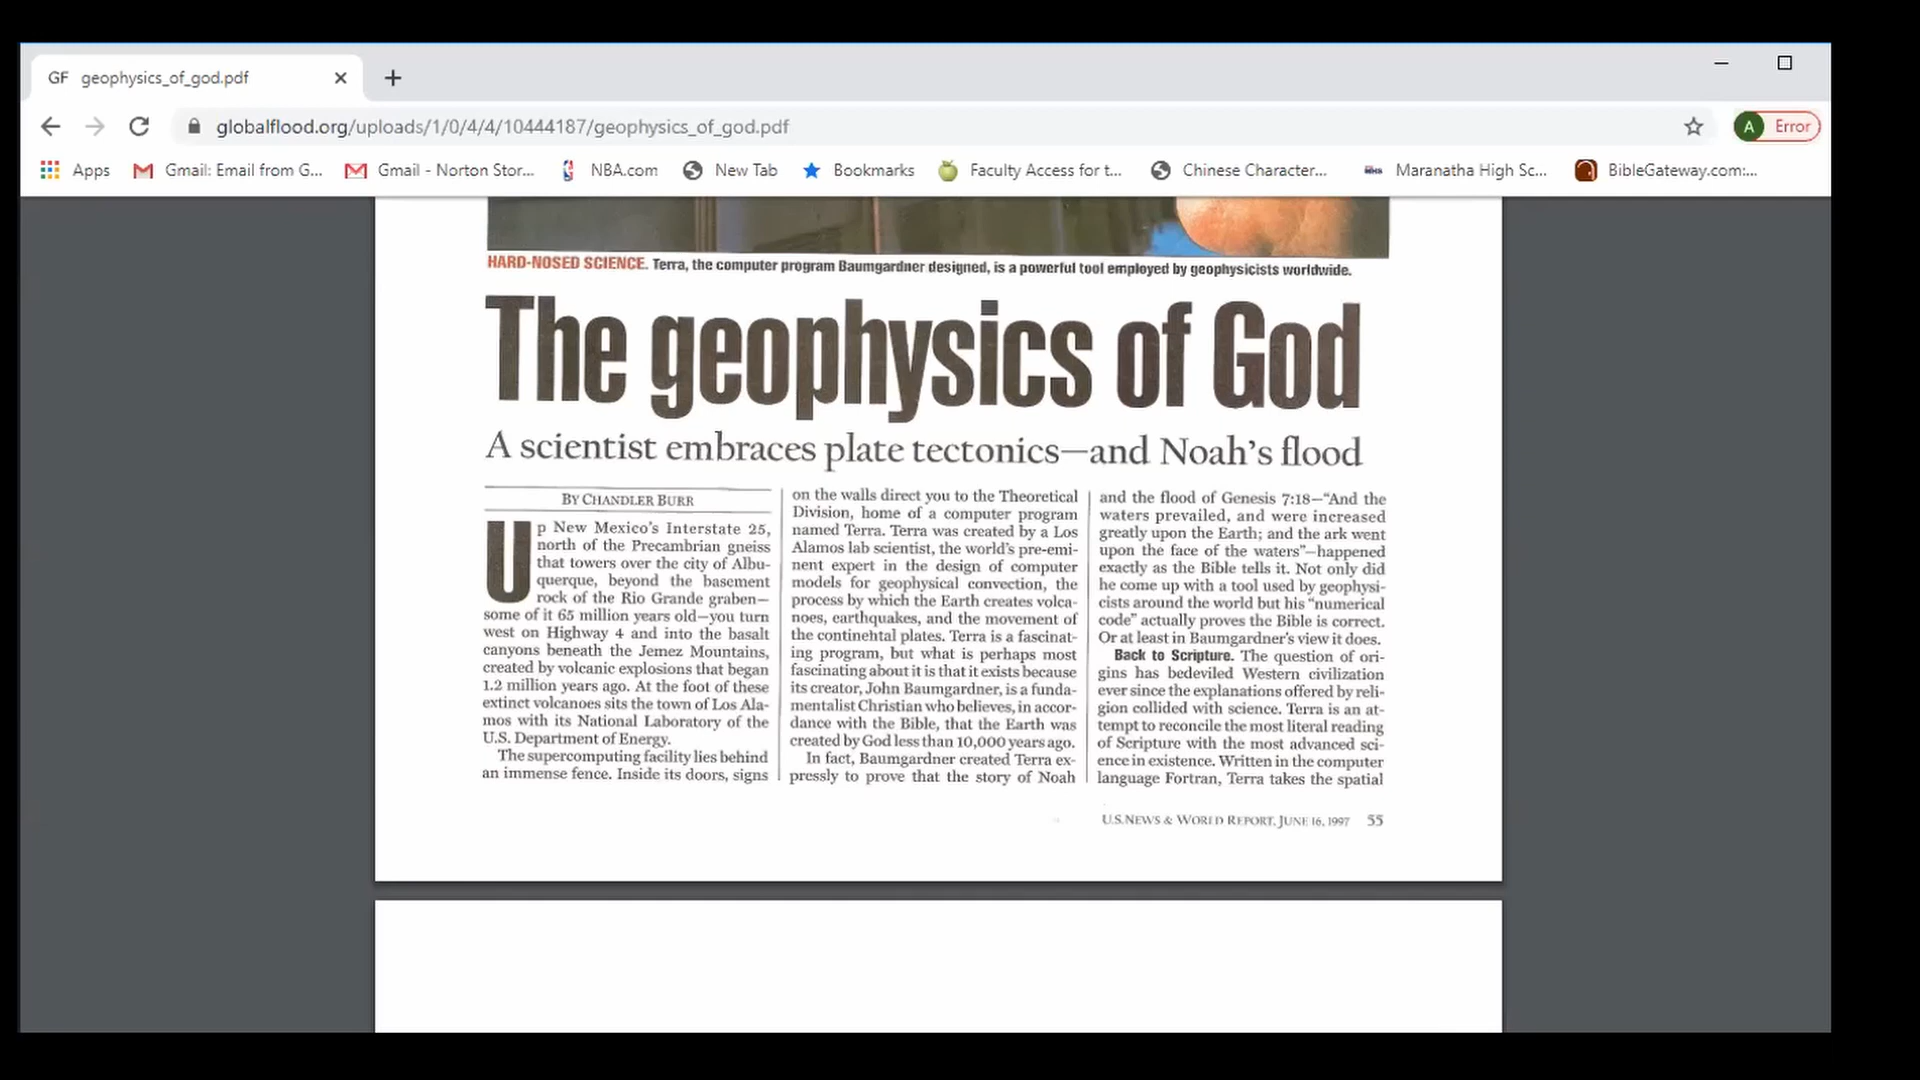 GF geophysics_of_god.pdf
globalflood.org/uploads/1/0/4/4/10444187/geophysics_of_god.pdf
A Error
Apps Gmail: Email from G... Gmail - Norton Stor... NBA.com New Tab Bookmarks Faculty Access for t... Chinese Character... Maranatha High Sc... BibleGateway.com:...
HARD-NOSED SCIENCE. Terra, the computer program Baumgardner designed, is a powerful tool employed by geophysicists worldwide.
The geophysics of God
A scientist embraces plate tectonics—and Noah's flood
BY CHANDLER BURR
Up New Mexico's Interstate 25,
north of the Precambrian gneiss
that towers over the city of Albu-
querque, beyond the basement
rock of the Rio Grande graben—
some of it 65 million years old—you turn
west on Highway 4 and into the basalt
canyons beneath the Jemez Mountains,
created by volcanic explosions that began
1.2 million years ago. At the foot of these
extinct volcanoes sits the town of Los Ala-
mos with its National Laboratory of the
U.S. Department of Energy.
The supercomputing facility lies behind
an immense fence. Inside its doors, signs
on the walls direct you to the Theoretical
Division, home of a computer program
named Terra. Terra was created by a Los
Alamos lab scientist, the world's pre-emi-
nent expert in the design of computer
models for geophysical convection, the
process by which the Earth creates volca-
noes, earthquakes, and the movement of
the continental plates. Terra is a fascinat-
ing program, but what is perhaps most
fascinating about it is that it exists because
its creator, John Baumgardner, is a funda-
mentalist Christian who believes, in accor-
dance with the Bible, that the Earth was
created by God less than 10,000 years ago.
In fact, Baumgardner created Terra ex-
pressly to prove that the story of Noah
and the flood of Genesis 7:18—"And the
waters prevailed, and were increased
greatly upon the Earth; and the ark went
upon the face of the waters"—happened
exactly as the Bible tells it. Not only did
he come up with a tool used by geophysi-
cists around the world but his "numerical
code" actually proves the Bible is correct.
Or at least in Baumgardner's view it does.
Back to Scripture. The question of ori-
gins has bedeviled Western civilization
ever since the explanations offered by reli-
gion collided with science. Terra is an at-
tempt to reconcile the most literal reading
of Scripture with the most advanced sci-
ence in existence. Written in the computer
language Fortran, Terra takes the spatial
U.S.NEWS & WORLD REPORT, JUNE 16, 1997 55